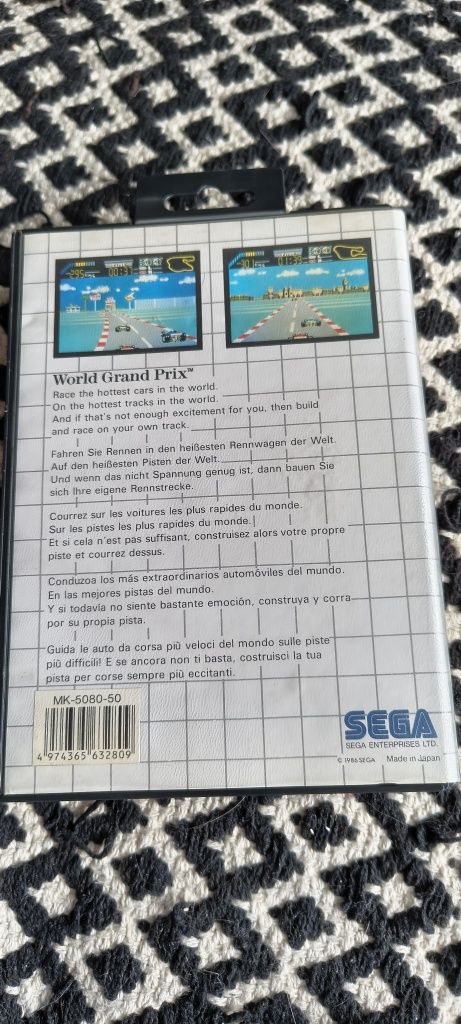 World Grand Prix™
Race the hottest cars in the world.
On the hottest tracks in the world.
And if that's not enough excitement for you, then build
and race on your own track.
Fahren Sie Rennen in den heißesten Rennwagen der Welt.
Auf den heißesten Pisten der Welt.
Und wenn das nicht Spannung genug ist, dann bauen Sie
sich Ihre eigene Rennstrecke.
Courrez sur les voitures les plus rapides du monde.
Sur les pistes les plus rapides du monde.
Et si cela n'est pas suffisant, construisez alors votre propre
piste et courrez dessus.
Conduzca los más extraordinarios automóviles del mundo.
En las mejores pistas del mundo.
Y si todavía no siente bastante emoción, construya y corra
por su propia pista.
Guida le auto da corsa più veloci del mondo sulle piste
più difficili! E se ancora non ti basta, costruisci la tua
pista per corse sempre più eccitanti.
MK-5080-50
4 974365 632809
SEGA
SEGA ENTERPRISES LTD.
© 1986 SEGA Made in Japan